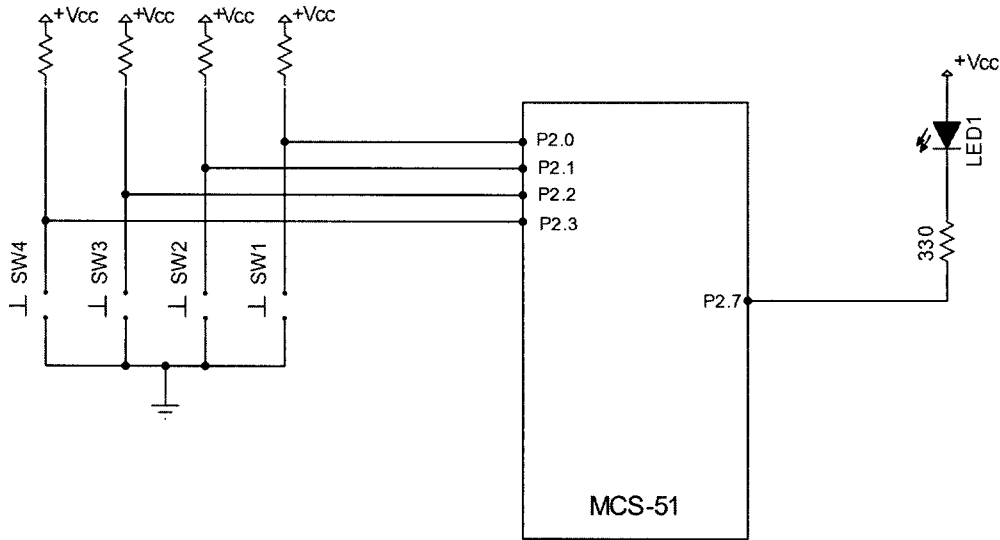 +Vcc
+Vcc
+Vcc
+Vcc
+Vcc
P2.0
P2.1
P2.2
P2.3
SW4
SW3
SW2
SW1
LED1
330
P2.7
MCS-51